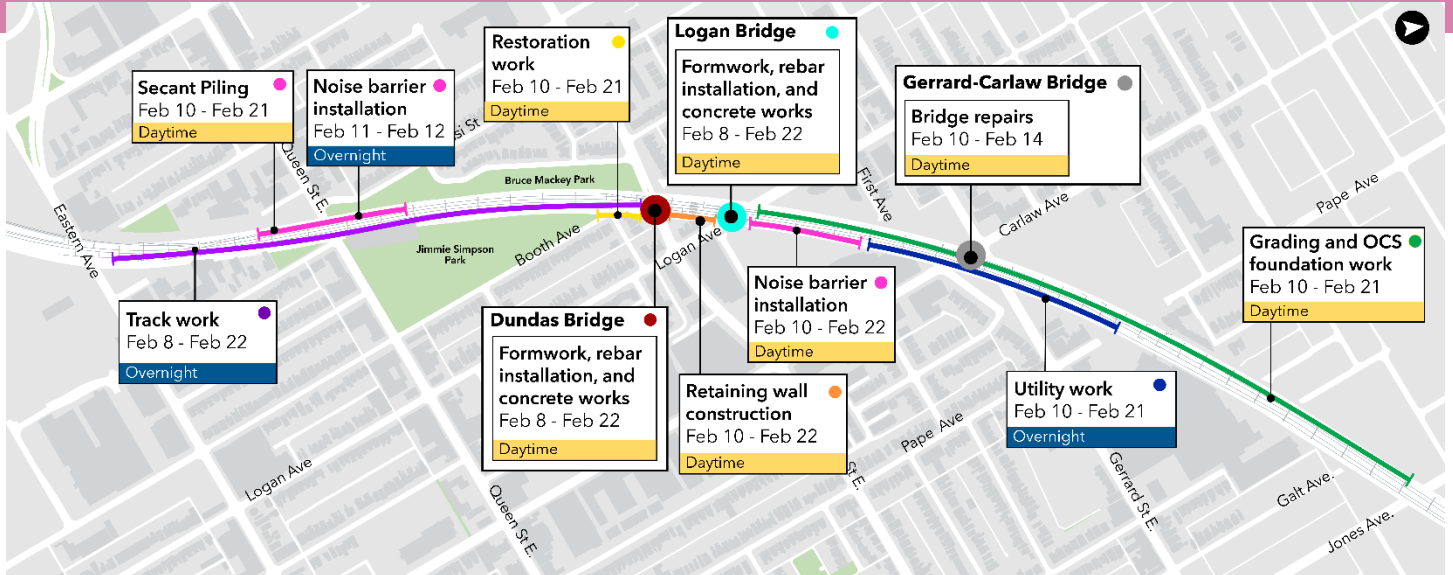 Secant Piling
Feb 10 - Feb 21
Daytime
Noise barrier
installation
Feb 11 - Feb 12
Overnight
Restoration
work
Feb 10 - Feb 21
Daytime
Logan Bridge
Formwork, rebar
installation, and
concrete works
Feb 8 - Feb 22
Daytime
Gerrard-Carlaw Bridge
Bridge repairs
Feb 10 - Feb 14
Daytime
Grading and OCS
foundation work
Feb 10 - Feb 21
Daytime
Track work
Feb 8 - Feb 22
Overnight
Dundas Bridge
Formwork, rebar
installation, and
concrete works
Feb 8 - Feb 22
Daytime
Retaining wall
construction
Feb 10 - Feb 22
Daytime
Noise barrier
installation
Feb 10 - Feb 22
Daytime
Utility work
Feb 10 - Feb 21
Overnight
Eastern Ave
Queen St E.
Bruce Mackey Park
Jimmie Simpson
Park
Booth Ave
Logan Ave
First Ave
Carlaw Ave
Pape Ave
Logan Ave
Queen St E.
St E.
Pape Ave
Gerrard St E.
Galt Ave.
Jones Ave.